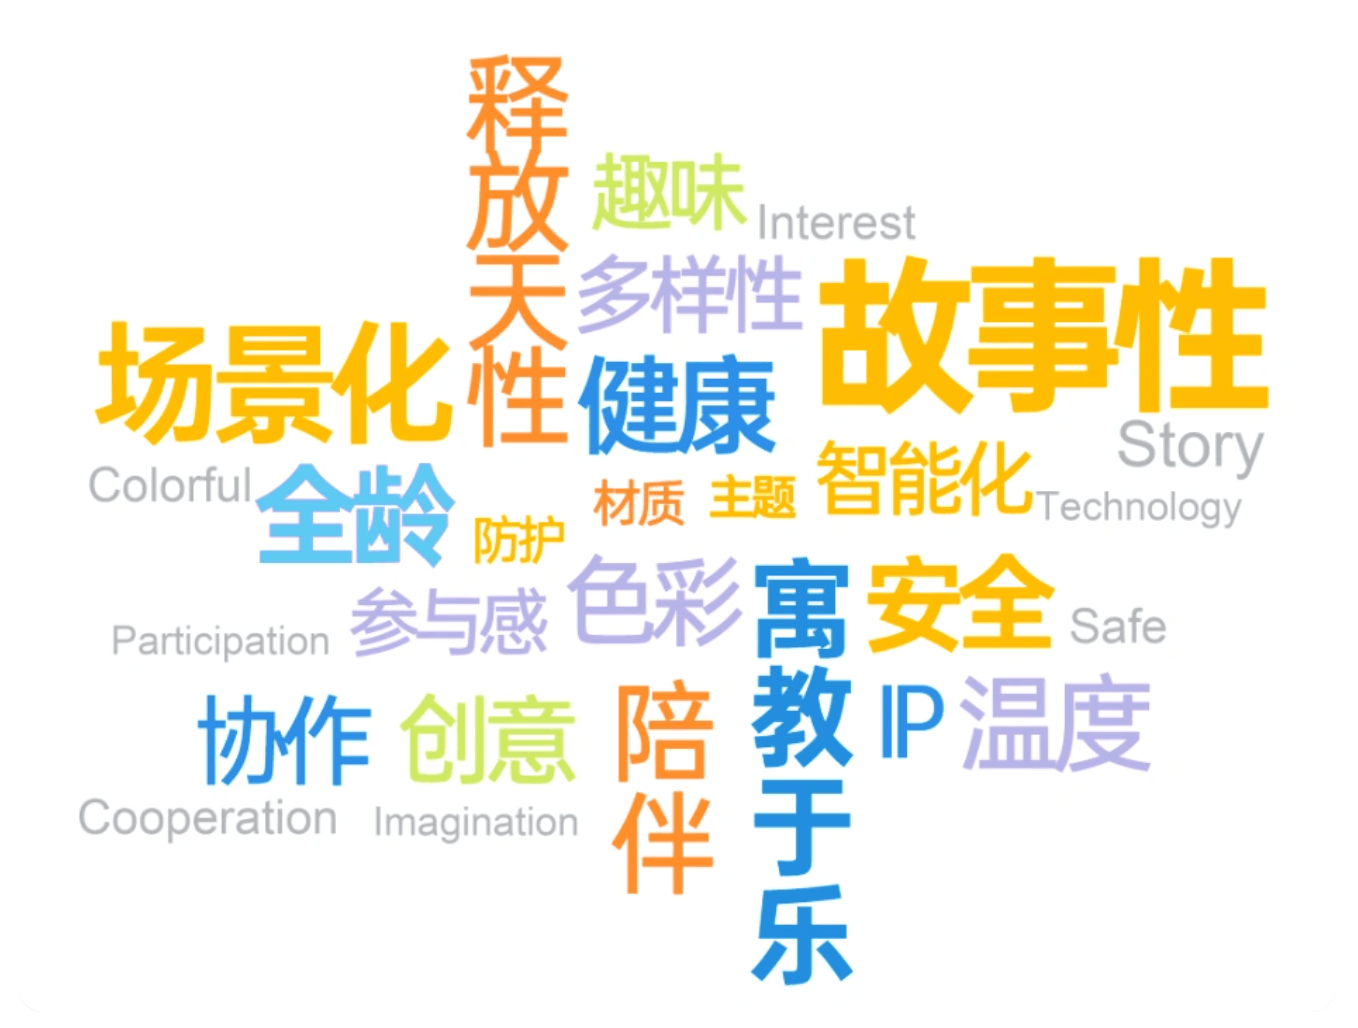 释放天性
趣味
Interest
多样性
故事性
场景化
健康
Story
Colorful
全龄
防护
材质
主题
智能化
Technology
参与感
色彩
寓教于乐
安全
Safe
Participation
协作
创意
陪伴
IP
温度
Cooperation
Imagination